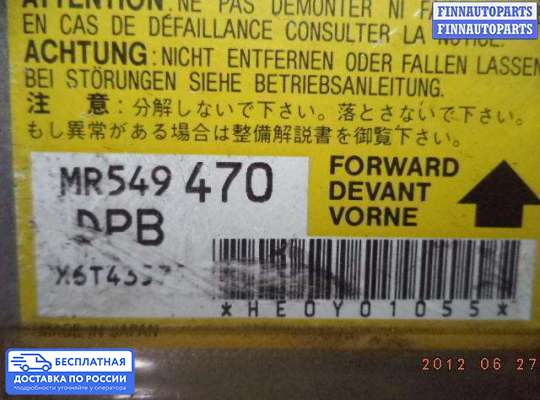 ATTENTION:NE PAS DEMONTER NI
EN CAS DE DÉFAILLANCE CONSULTER LA NOTICE.
ACHTUNG:NICHT ENTFERNEN ODER FALLEN LASSEN
BEI STÖRUNGEN SIEHE BETRIEBSANLEITUNG.
注 意:分解しないで下さい。落とさないで下さい。
もし異常がある場合は整備解説書を御覧下さい。
MR549 470
DPB
FORWARD
DEVANT
VORNE
*HE0Y01055*
MADE IN JAPAN
FINNAUTOPARTS
FINNAUTOPARTS
FINNAUTOPARTS
БЕСПЛАТНАЯ
ДОСТАВКА ПО РОССИИ
подробности уточняйте у оператора
2012 06 27